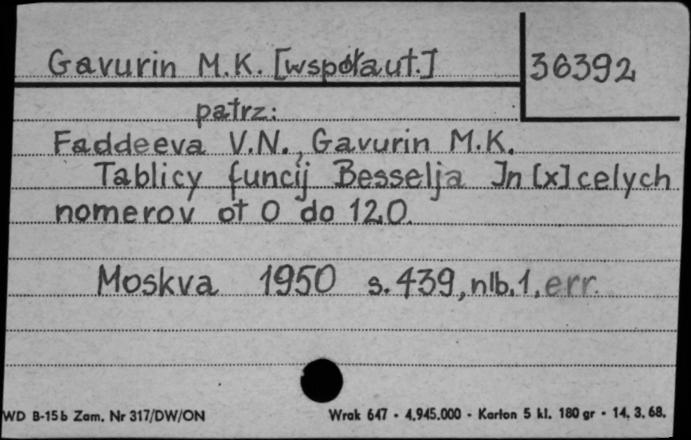 Gavurin M.K. [współaut.] 36392
patrz:
Faddeeva V.N., Gavurin M.K.
Tablicy funcij Besselja Jn [x] celych
nomerov ot 0 do 120.
Moskva 1950 s. 439, nlb. 1, err.
WD B-15b Zam. Nr 317/DW/ON Wrak 647 - 4.945.000 - Karton 5 kl. 180 gr - 14. 3. 68.